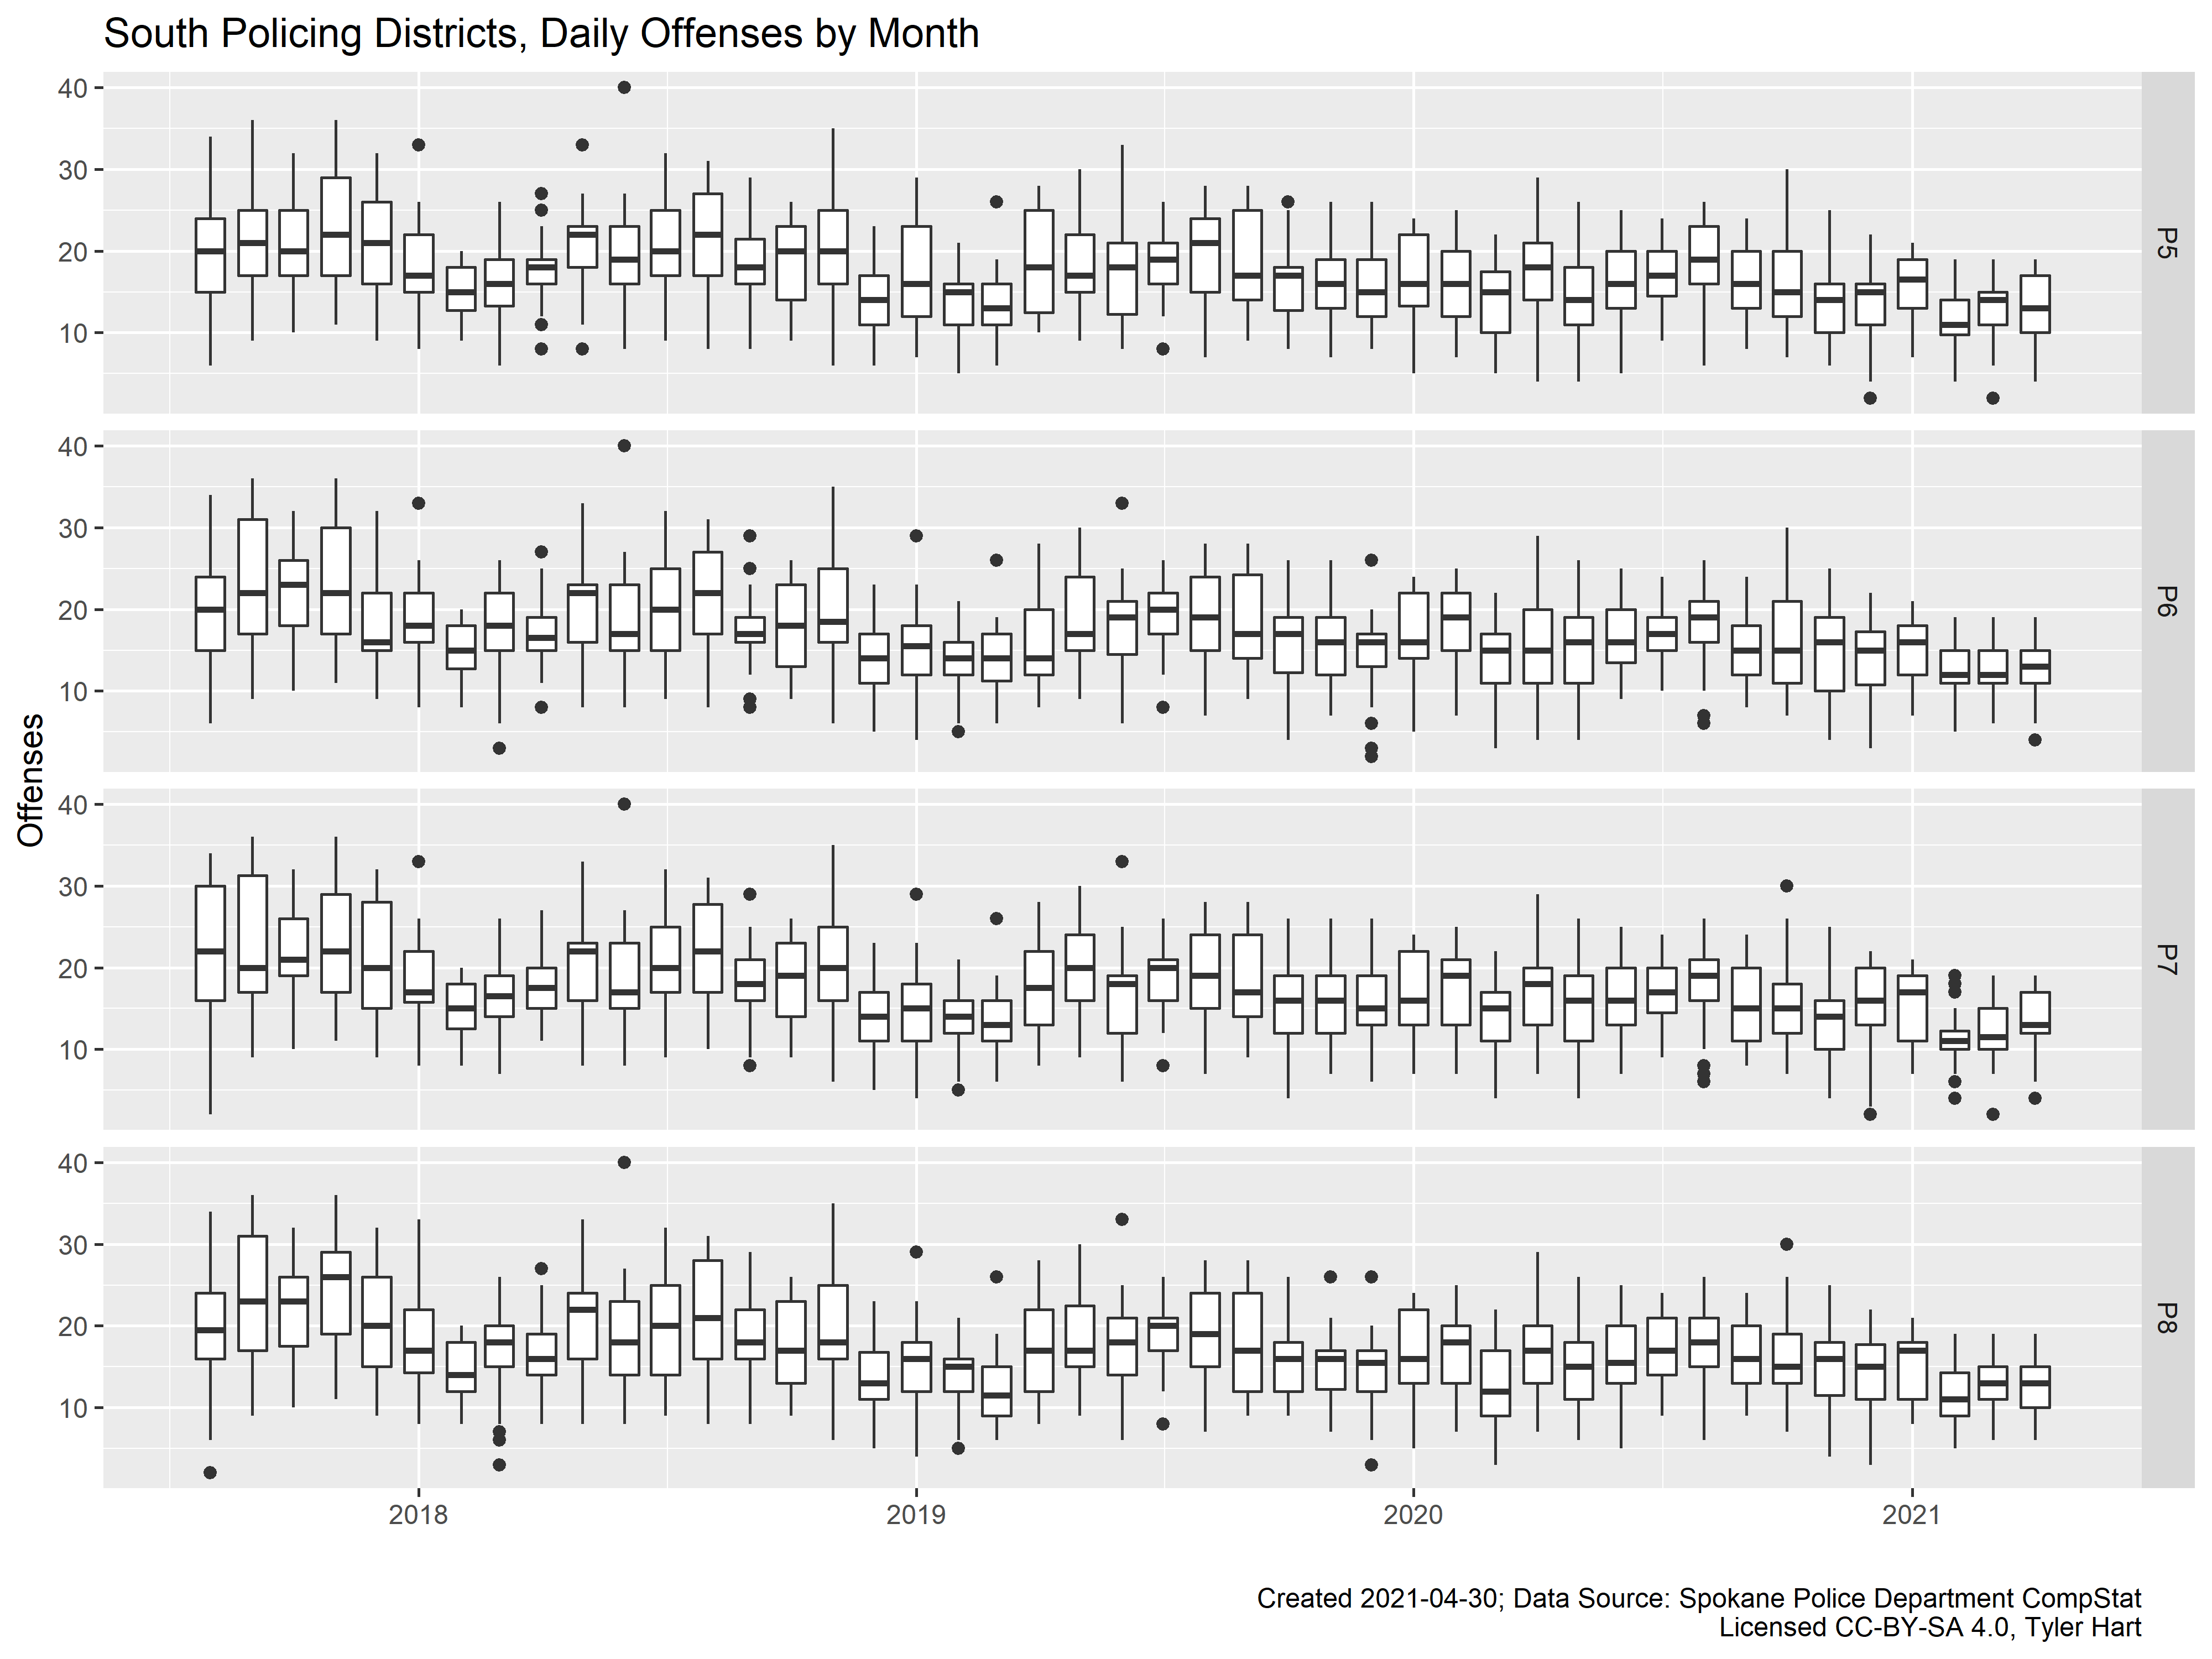 South Policing Districts, Daily Offenses by Month
Offenses
40
30
20
10
P5
40
30
20
10
P6
40
30
20
10
P7
40
30
20
10
P8
2018
2019
2020
2021
Created 2021-04-30; Data Source: Spokane Police Department CompStat
Licensed CC-BY-SA 4.0, Tyler Hart